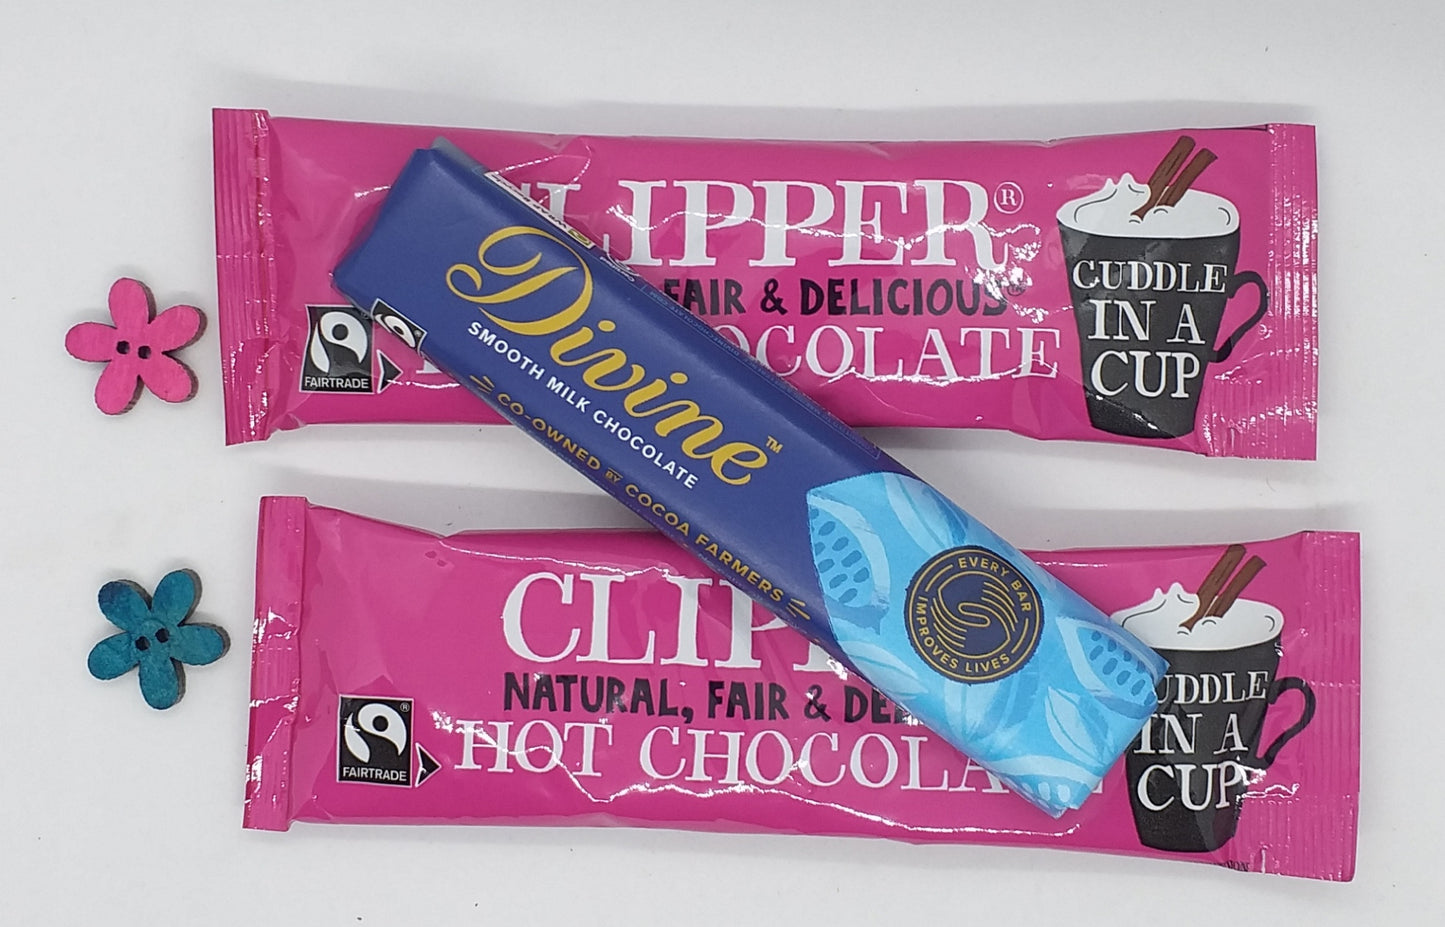 LIPPER®
FAIR & DELICIOUS®
OCOLATE
FAIRTRADE
CUDDLE
IN A
CUP
Divine™
SMOOTH MILK CHOCOLATE
CO-OWNED BY COCOA FARMERS
EVERY BAR
IMPROVES LIVES
CLIP
NATURAL, FAIR & DE
HOT CHOCOLA
FAIRTRADE
UDDLE
IN A
CUP